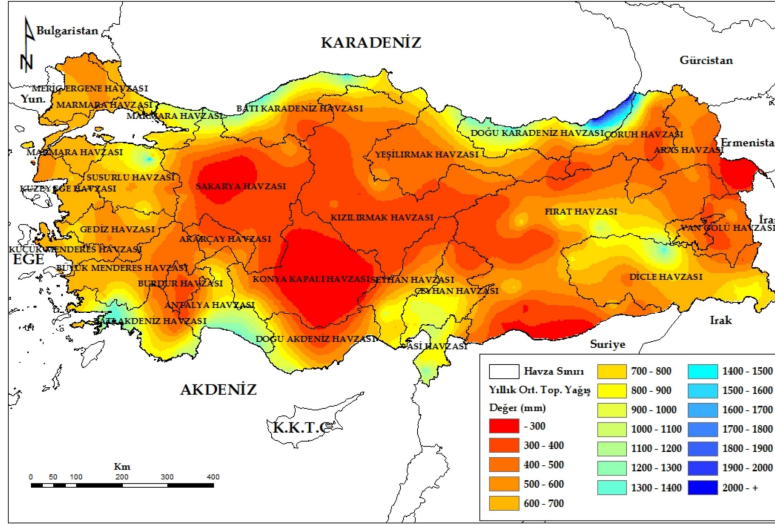 Bulgaristan
KARADENİZ
Gürcistan
N
MERİÇ-ERGENE HAVZASI
Yun.
MARMARA HAVZASI
MARMARA HAVZASI
BATI KARADENİZ HAVZASI
DOĞU KARADENİZ HAVZASI
ÇORUH HAVZASI
Ermenista
ARAS HAVZASI
MARMARA HAVZASI
YEŞİLIRMAK HAVZASI
SUSURLU HAVZASI
SAKARYA HAVZASI
KUZEY EGE HAVZASI
KIZILIRMAK HAVZASI
FIRAT HAVZASI
İra
GEDİZ HAVZASI
VAN GÖLÜ HAVZASI
AKARÇAY HAVZASI
KÜÇÜK MENDERES HAVZASI
EGE
BÜYÜK MENDERES HAVZASI
BURDUR HAVZASI
KONYA KAPALI HAVZASI
SEYHAN HAVZASI
DİCLE HAVZASI
CEYHAN HAVZASI
ANTALYA HAVZASI
BATI AKDENİZ HAVZASI
DOĞU AKDENİZ HAVZASI
ASİ HAVZASI
Suriye
Irak
AKDENİZ
K.K.T.C
Km
0 50 100 200 300 400
Havza Sınırı
Yıllık Ort. Top. Yağış
Değer (mm)
- 300
300 - 400
400 - 500
500 - 600
600 - 700
700 - 800
800 - 900
900 - 1000
1000 - 1100
1100 - 1200
1200 - 1300
1300 - 1400
1400 - 1500
1500 - 1600
1600 - 1700
1700 - 1800
1800 - 1900
1900 - 2000
2000 - +